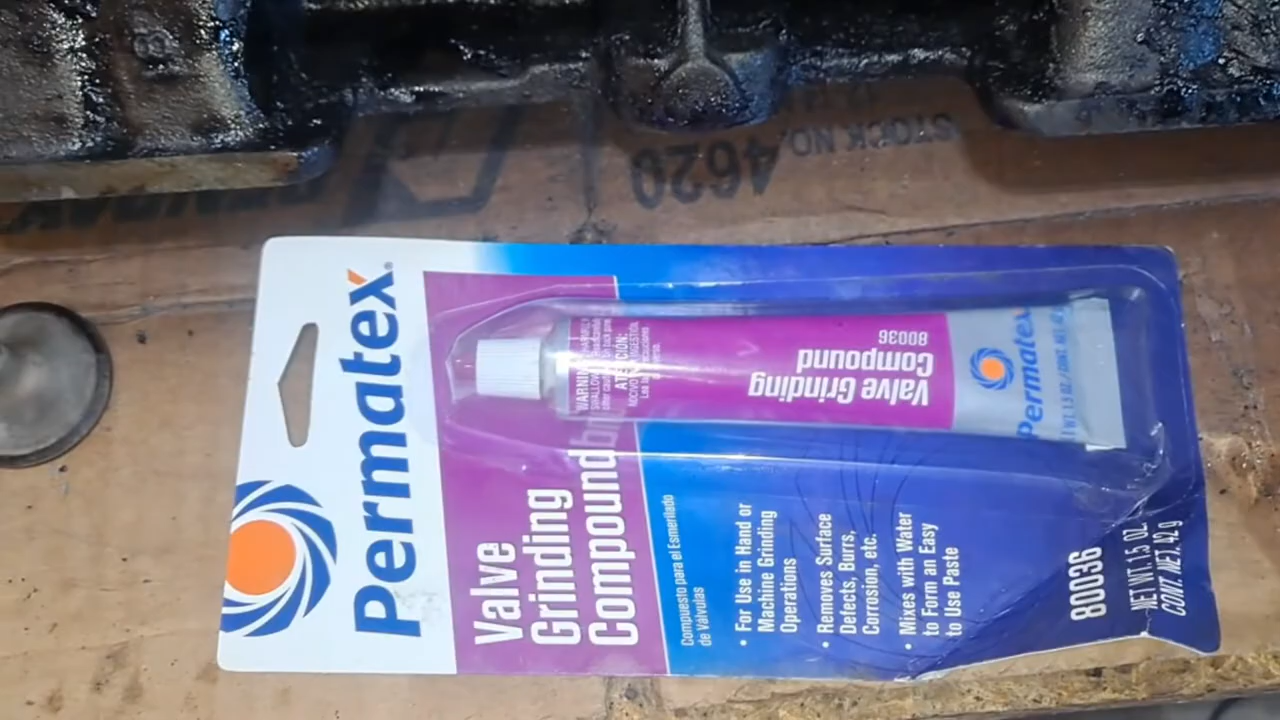 STOCK NO.
4620
Permatex®
Valve
Grinding
Compound
Compuesto para el Esmerilado
de Válvulas
• For Use in Hand or
Machine Grinding
Operations
• Removes Surface
Defects, Burrs,
Corrosion, etc.
• Mixes with Water
to Form an Easy
to Use Paste
80036
NET WT. 1.5 OZ.
CONT. NET. 42 g
Permatex
Valve Grinding
Compound
80036